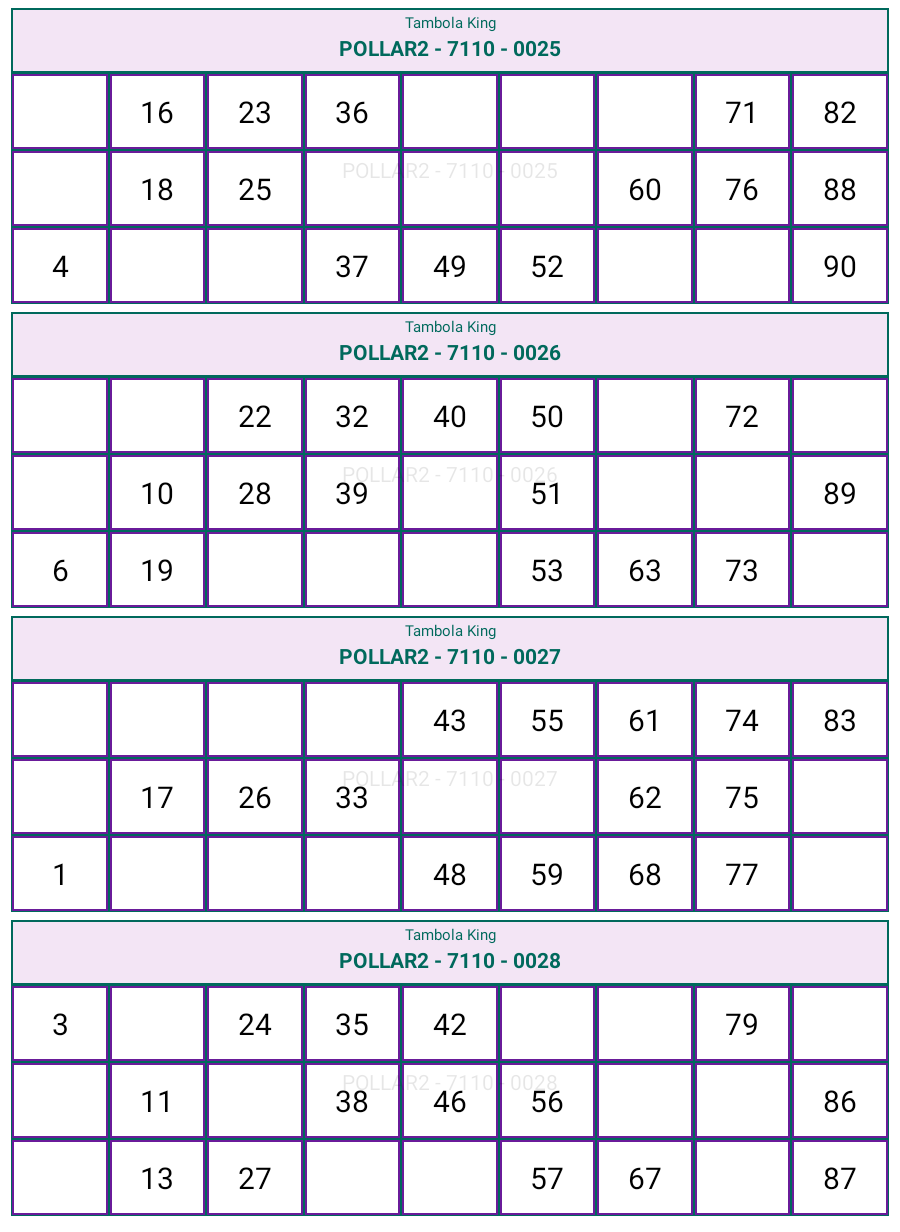 Tambola King
POLLAR2 - 7110 - 0025
16 23 36 71 82
POLLAR2 - 7110 - 0025
18 25 60 76 88
4 37 49 52 90
Tambola King
POLLAR2 - 7110 - 0026
22 32 40 50 72
POLLAR2 - 7110 - 0026
10 28 39 51 89
6 19 53 63 73
Tambola King
POLLAR2 - 7110 - 0027
43 55 61 74 83
POLLAR2 - 7110 - 0027
17 26 33 62 75
1 48 59 68 77
Tambola King
POLLAR2 - 7110 - 0028
3 24 35 42 79
POLLAR2 - 7110 - 0028
11 38 46 56 86
13 27 57 67 87